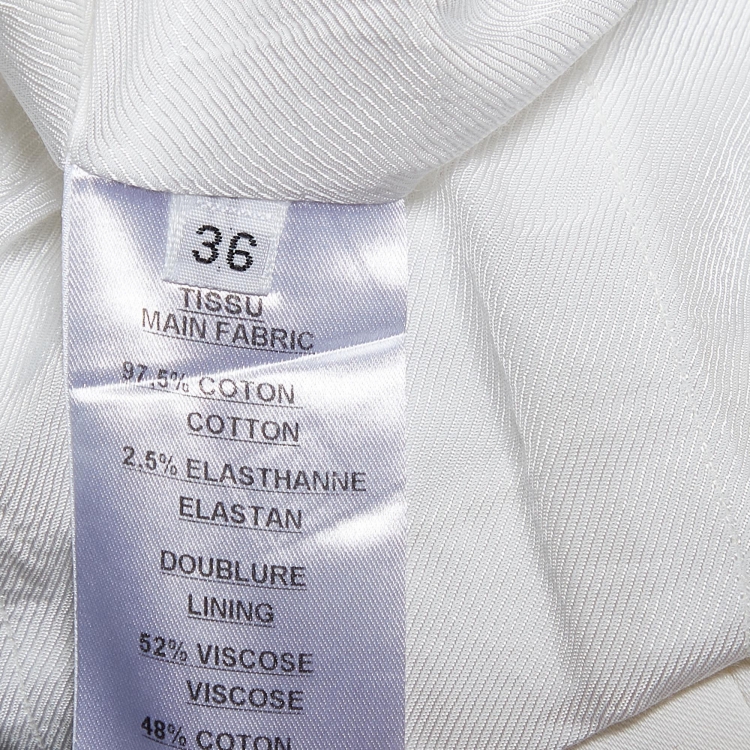 36
TISSU
MAIN FABRIC
97,5% COTON
COTTON
2,5% ELASTHANNE
ELASTAN
DOUBLURE
LINING
52% VISCOSE
VISCOSE
48% COTON